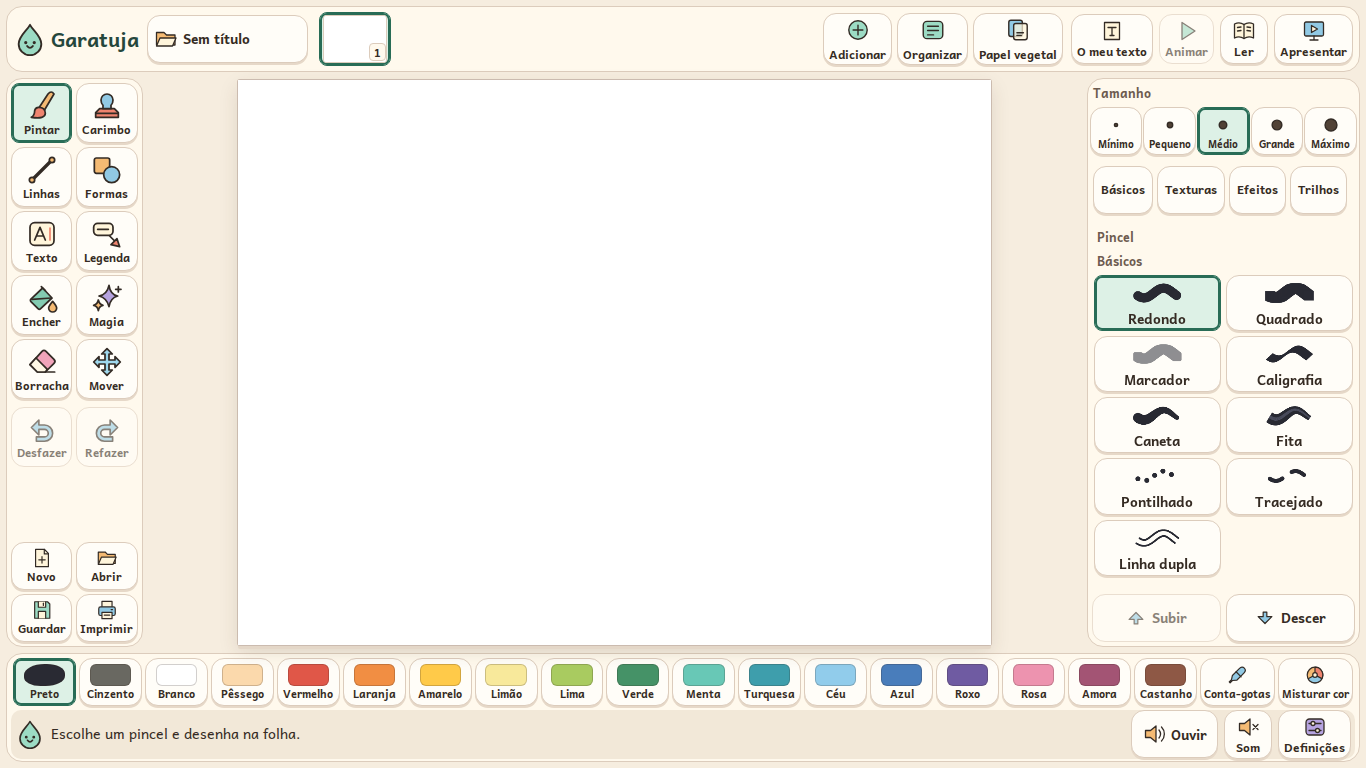 Garatuja
Sem título
1
Adicionar
Organizar
Papel vegetal
O meu texto
Animar
Ler
Apresentar
Pintar
Carimbo
Linhas
Formas
Texto
Legenda
Encher
Magia
Borracha
Mover
Desfazer
Refazer
Novo
Abrir
Guardar
Imprimir
Tamanho
Mínimo
Pequeno
Médio
Grande
Máximo
Básicos
Texturas
Efeitos
Trilhos
Pincel
Básicos
Redondo
Quadrado
Marcador
Caligrafia
Caneta
Fita
Pontilhado
Tracejado
Linha dupla
Subir
Descer
Preto
Cinzento
Branco
Pêssego
Vermelho
Laranja
Amarelo
Limão
Lima
Verde
Menta
Turquesa
Céu
Azul
Roxo
Rosa
Amora
Castanho
Conta-gotas
Misturar cor
Escolhe um pincel e desenha na folha.
Ouvir
Som
Definições